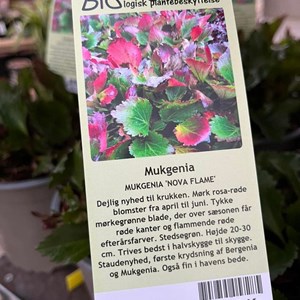 BIO
logisk plantebeskyttelse
Mukgenia
MUKGENIA 'NOVA FLAME'
Dejlig nyhed til krukken. Mørk rosa-røde
blomster fra april til juni. Tykke
mørkegrønne blade, der over sæsonen får
røde kanter og flammende røde
efterårsfarver. Stedsegrøn. Højde 20-30
cm. Trives bedst i halvskygge til skygge.
Staudenyhed, første krydsning af Bergenia
og Mukgenia. Også fin i havens bede.